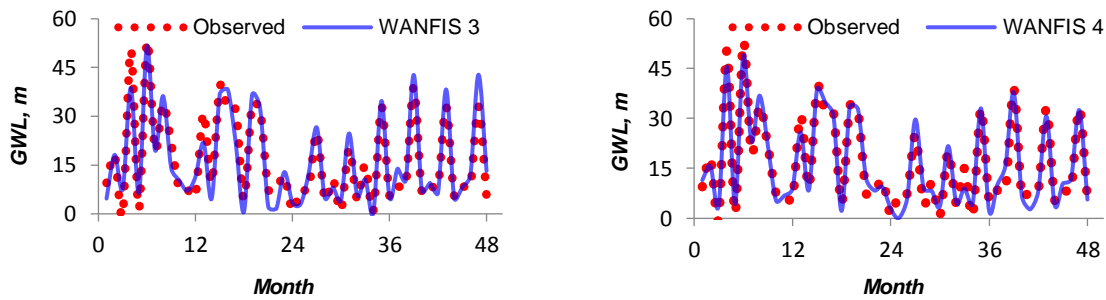 60
Observed
WANFIS 3
45
30
15
0
GWL, m
0 12 24 36 48
Month
60
Observed
WANFIS 4
45
30
15
0
GWL, m
0 12 24 36 48
Month